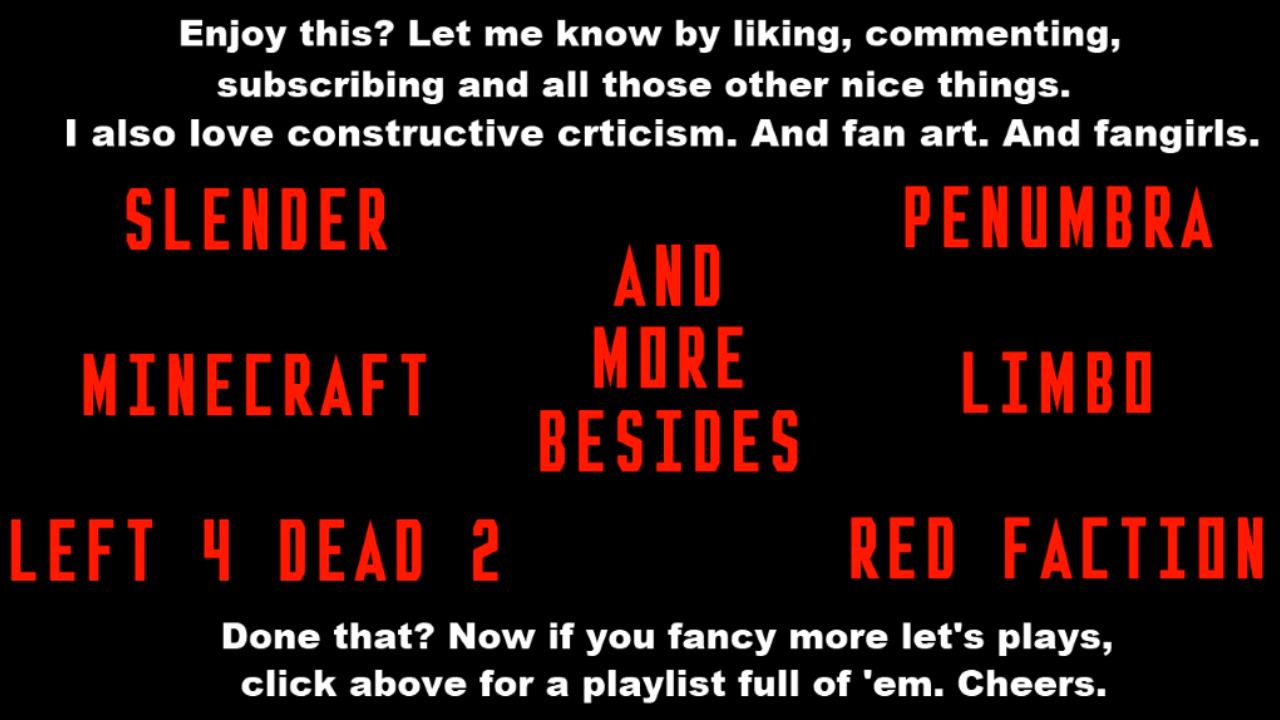 Enjoy this? Let me know by liking, commenting,
subscribing and all those other nice things.
I also love constructive crticism. And fan art. And fangirls.
SLENDER
PENUMBRA
AND
MORE
BESIDES
MINECRAFT
LIMBO
LEFT 4 DEAD 2
RED FACTION
Done that? Now if you fancy more let's plays,
click above for a playlist full of 'em. Cheers.